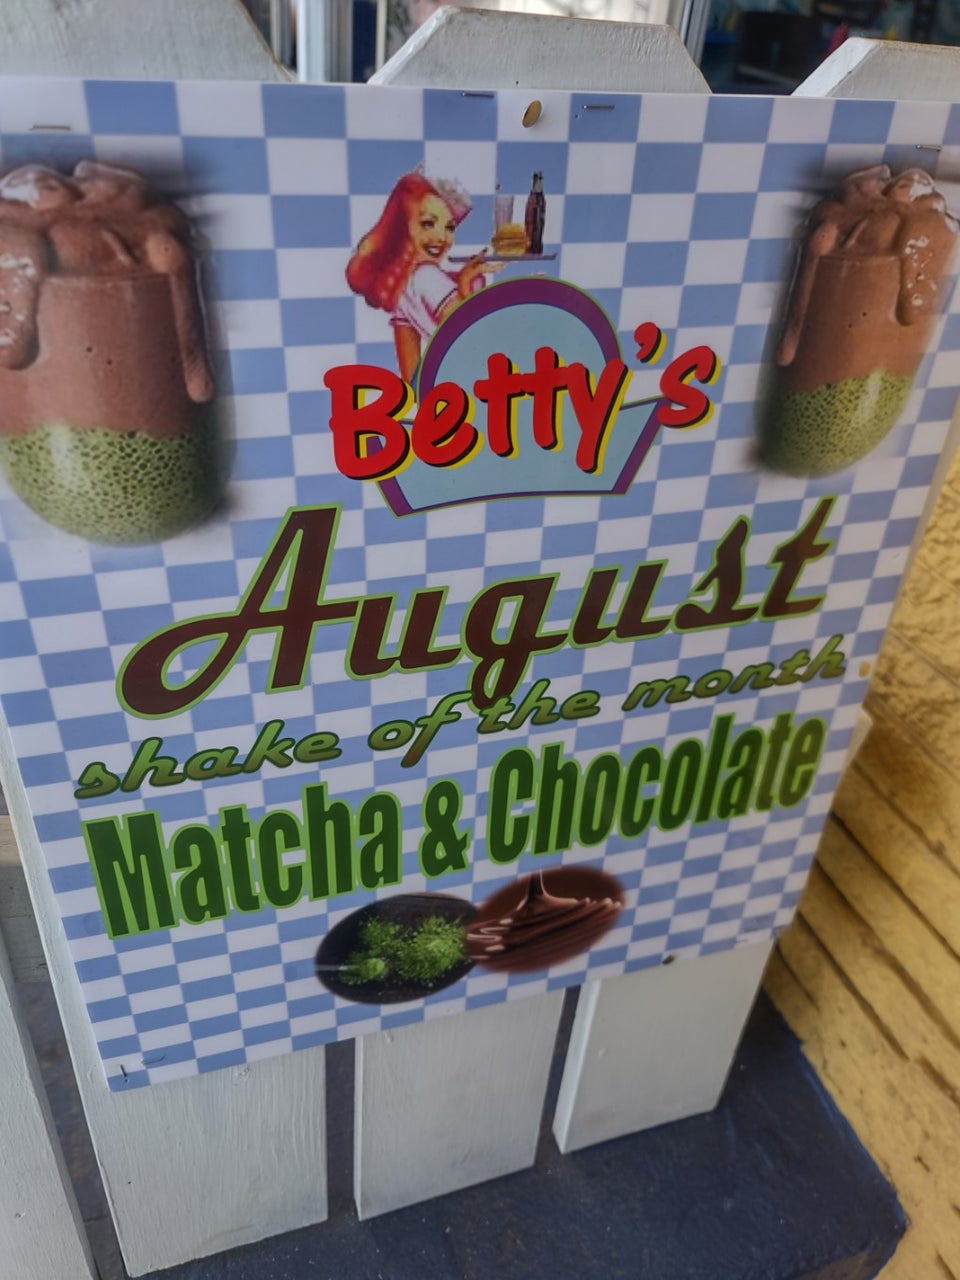 Betty's
August
shake of the month
Matcha & Chocolate